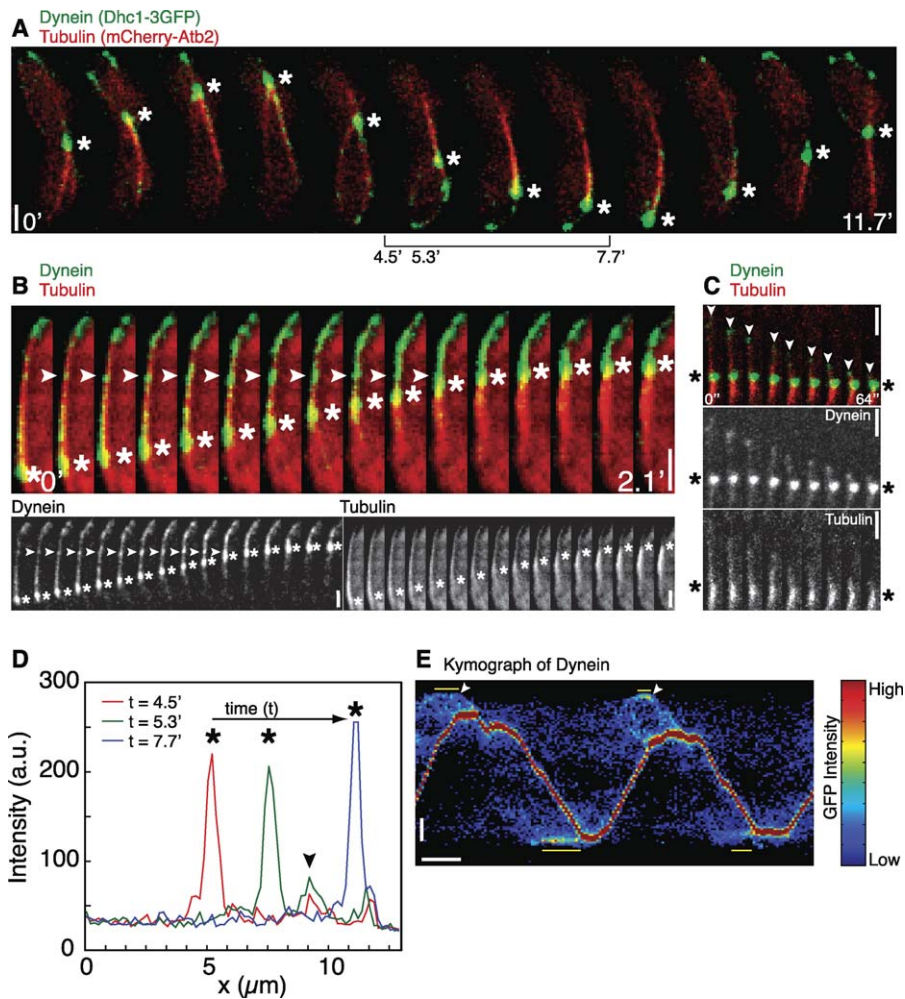 A Dynein (Dhc1-3GFP)
Tubulin (mCherry-Atb2)
* * * * * * * * * * * *
0' 11.7'
4.5' 5.3' 7.7'
B Dynein
Tubulin
* * * * * * * * * * * * * *
0' 2.1'
Dynein Tubulin
C Dynein
Tubulin
* *
0" 64"
Dynein
* *
Tubulin
* *
D
300
200
100
0
Intensity (a.u.)
t = 4.5'
t = 5.3'
t = 7.7'
time (t)
* * *
0 5 10
x (μm)
E Kymograph of Dynein
High
GFP Intensity
Low